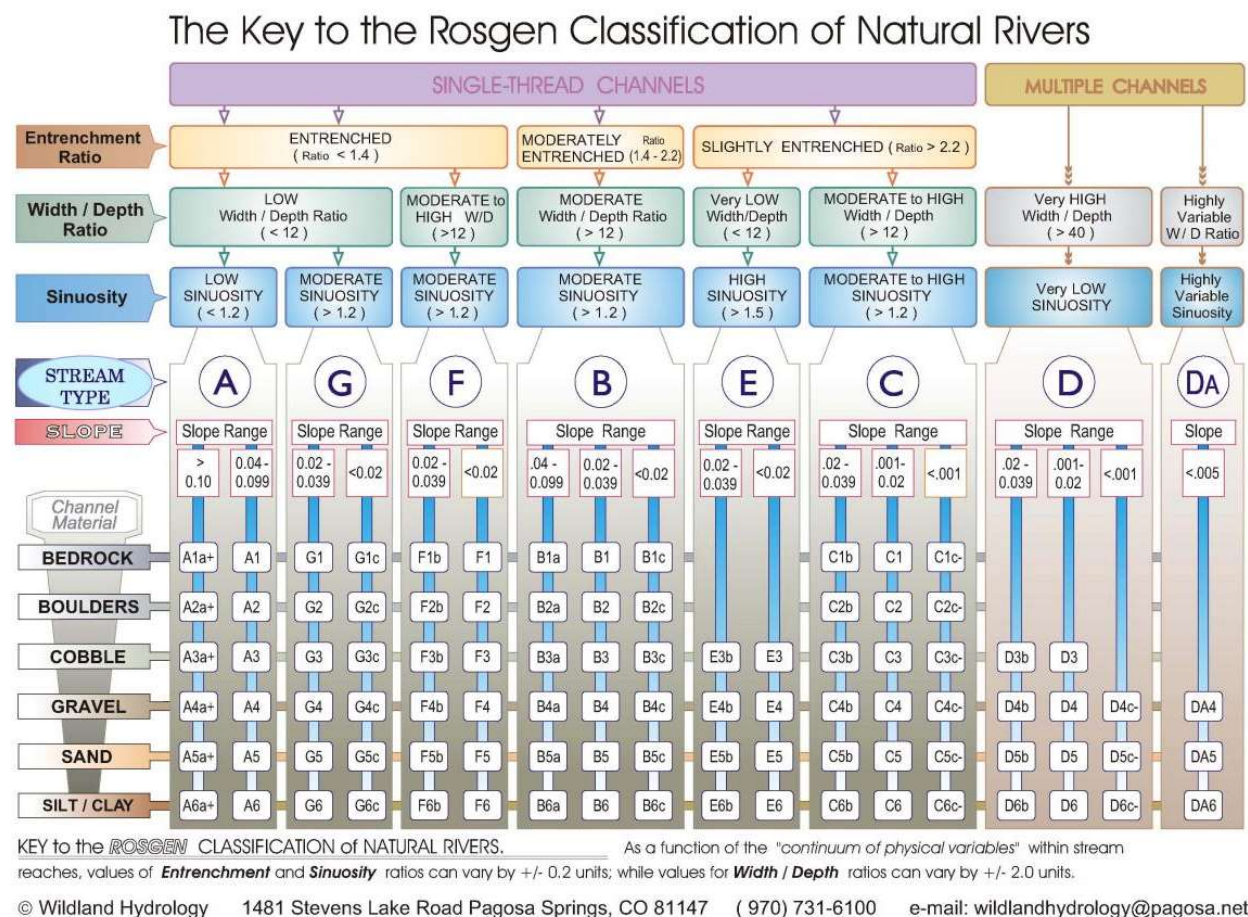 The Key to the Rosgen Classification of Natural Rivers
SINGLE-THREAD CHANNELS
MULTIPLE CHANNELS
Entrenchment
Ratio
ENTRENCHED
( Ratio < 1.4 )
MODERATELY Ratio
ENTRENCHED (1.4 - 2.2)
SLIGHTLY ENTRENCHED ( Ratio > 2.2 )
Width / Depth
Ratio
LOW
Width / Depth Ratio
( < 12 )
MODERATE to
HIGH W/D
( >12 )
MODERATE
Width / Depth Ratio
( > 12 )
Very LOW
Width/Depth
( < 12 )
MODERATE to HIGH
Width / Depth
( > 12 )
Very HIGH
Width / Depth
( > 40 )
Highly
Variable
W / D Ratio
Sinuosity
LOW
SINUOSITY
( < 1.2 )
MODERATE
SINUOSITY
( > 1.2 )
MODERATE
SINUOSITY
( > 1.2 )
MODERATE
SINUOSITY
( > 1.2 )
HIGH
SINUOSITY
( > 1.5 )
MODERATE to HIGH
SINUOSITY
( > 1.2 )
Very LOW
SINUOSITY
Highly
Variable
Sinuosity
STREAM
TYPE
A G F B E C D DA
SLOPE
Slope Range Slope Range Slope Range Slope Range Slope Range Slope Range Slope Range Slope
>
0.10
0.04 -
0.099
0.02 -
0.039
<0.02
0.02 -
0.039
<0.02
.04 -
0.099
0.02 -
0.039
<0.02
0.02 -
0.039
<0.02
.02 -
0.039
.001-
0.02
<.001
.02 -
0.039
.001-
0.02
<.001
<.005
Channel
Material
BEDROCK A1a+ A1 G1 G1c F1b F1 B1a B1 B1c C1b C1 C1c-
BOULDERS A2a+ A2 G2 G2c F2b F2 B2a B2 B2c C2b C2 C2c-
COBBLE A3a+ A3 G3 G3c F3b F3 B3a B3 B3c E3b E3 C3b C3 C3c- D3b D3
GRAVEL A4a+ A4 G4 G4c F4b F4 B4a B4 B4c E4b E4 C4b C4 C4c- D4b D4 D4c- DA4
SAND A5a+ A5 G5 G5c F5b F5 B5a B5 B5c E5b E5 C5b C5 C5c- D5b D5 D5c- DA5
SILT / CLAY A6a+ A6 G6 G6c F6b F6 B6a B6 B6c E6b E6 C6b C6 C6c- D6b D6 D6c- DA6
KEY to the ROSGEN CLASSIFICATION of NATURAL RIVERS. As a function of the "continuum of physical variables" within stream
reaches, values of Entrenchment and Sinuosity ratios can vary by +/- 0.2 units; while values for Width / Depth ratios can vary by +/- 2.0 units.
© Wildland Hydrology 1481 Stevens Lake Road Pagosa Springs, CO 81147 ( 970) 731-6100 e-mail: wildlandhydrology@pagosa.net